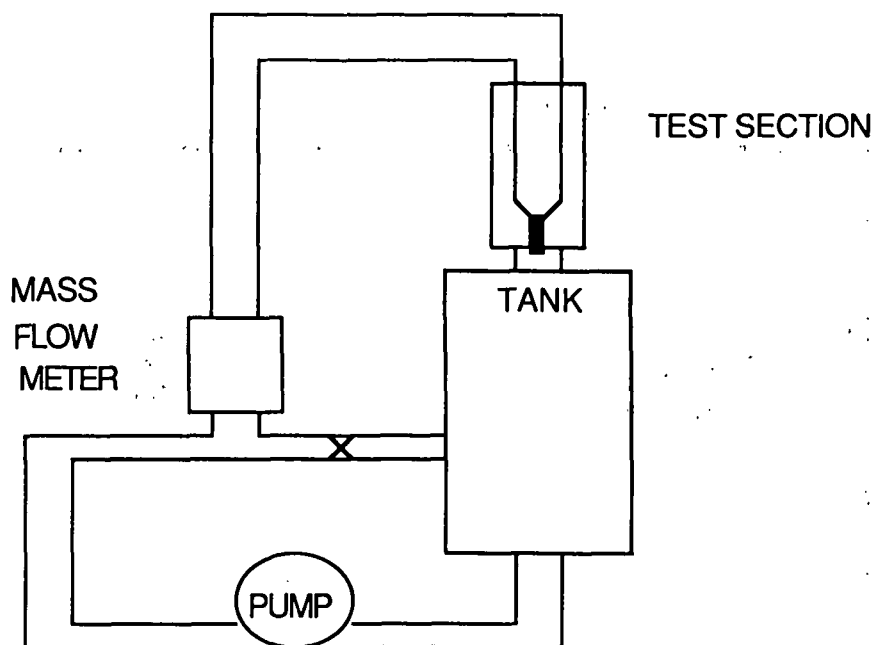 TEST SECTION
TANK
MASS
FLOW
METER
PUMP